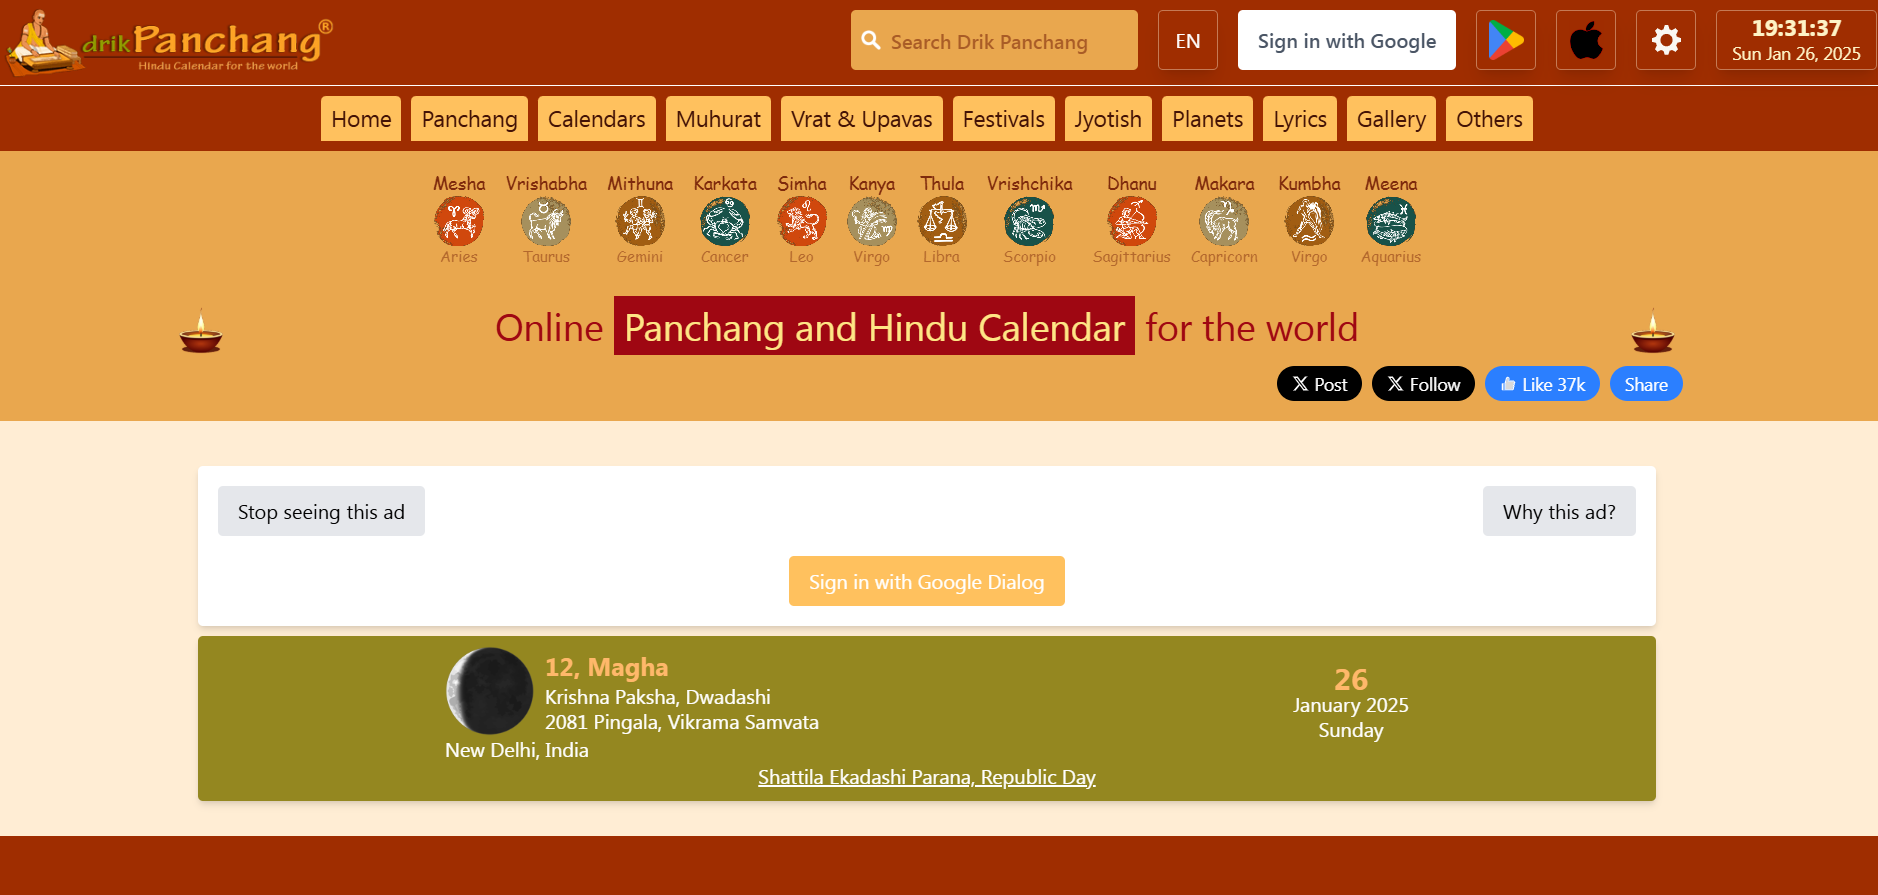 drikPanchang®
Hindu Calendar for the world
Search Drik Panchang
EN
Sign in with Google
19:31:37
Sun Jan 26, 2025
Home
Panchang
Calendars
Muhurat
Vrat & Upavas
Festivals
Jyotish
Planets
Lyrics
Gallery
Others
Mesha
Vrishabha
Mithuna
Karkata
Simha
Kanya
Thula
Vrishchika
Dhanu
Makara
Kumbha
Meena
Aries
Taurus
Gemini
Cancer
Leo
Virgo
Libra
Scorpio
Sagittarius
Capricorn
Virgo
Aquarius
Online Panchang and Hindu Calendar for the world
Post
Follow
Like 37k
Share
Stop seeing this ad
Why this ad?
Sign in with Google Dialog
12, Magha
Krishna Paksha, Dwadashi
2081 Pingala, Vikrama Samvata
New Delhi, India
26
January 2025
Sunday
Shattila Ekadashi Parana, Republic Day